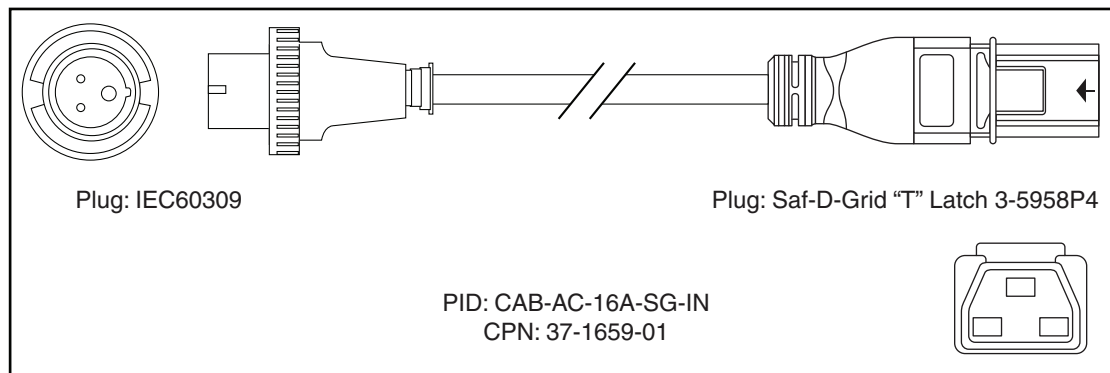 Plug: IEC60309
Plug: Saf-D-Grid “T” Latch 3-5958P4
PID: CAB-AC-16A-SG-IN
CPN: 37-1659-01